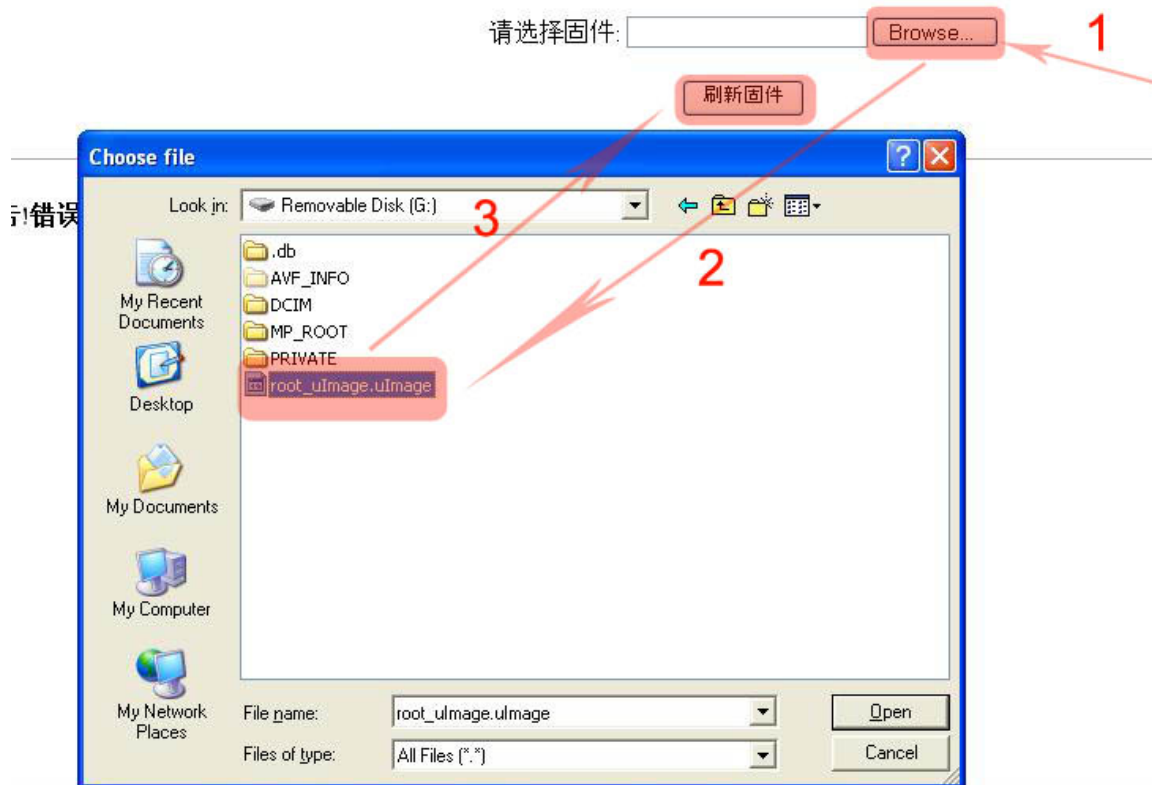 请选择固件: Browse... 1
刷新固件
Choose file
!错误
Look in: Removable Disk (G:)
3
2
.db
AVF_INFO
DCIM
MP_ROOT
PRIVATE
root_uImage.uImage
My Recent
Documents
Desktop
My Documents
My Computer
My Network
Places
File name: root_uImage.uImage Open
Files of type: All Files (*.*) Cancel